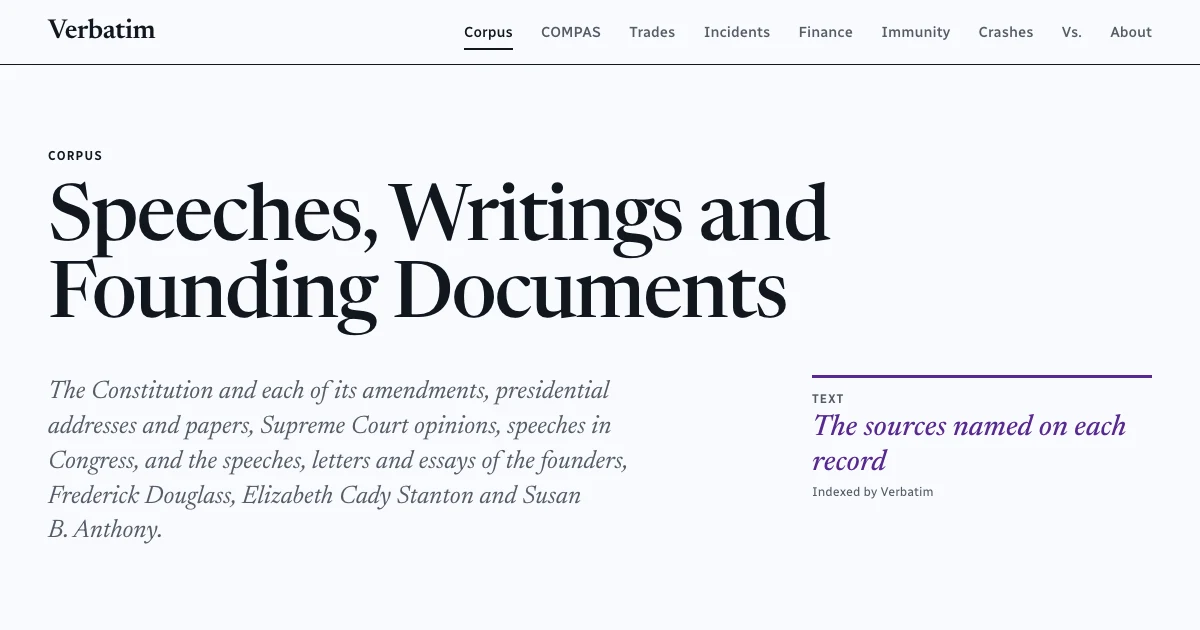 Verbatim
Corpus COMPAS Trades Incidents Finance Immunity Crashes Vs. About
CORPUS
Speeches, Writings and
Founding Documents
The Constitution and each of its amendments, presidential
addresses and papers, Supreme Court opinions, speeches in
Congress, and the speeches, letters and essays of the founders,
Frederick Douglass, Elizabeth Cady Stanton and Susan
B. Anthony.
TEXT
The sources named on each
record
Indexed by Verbatim